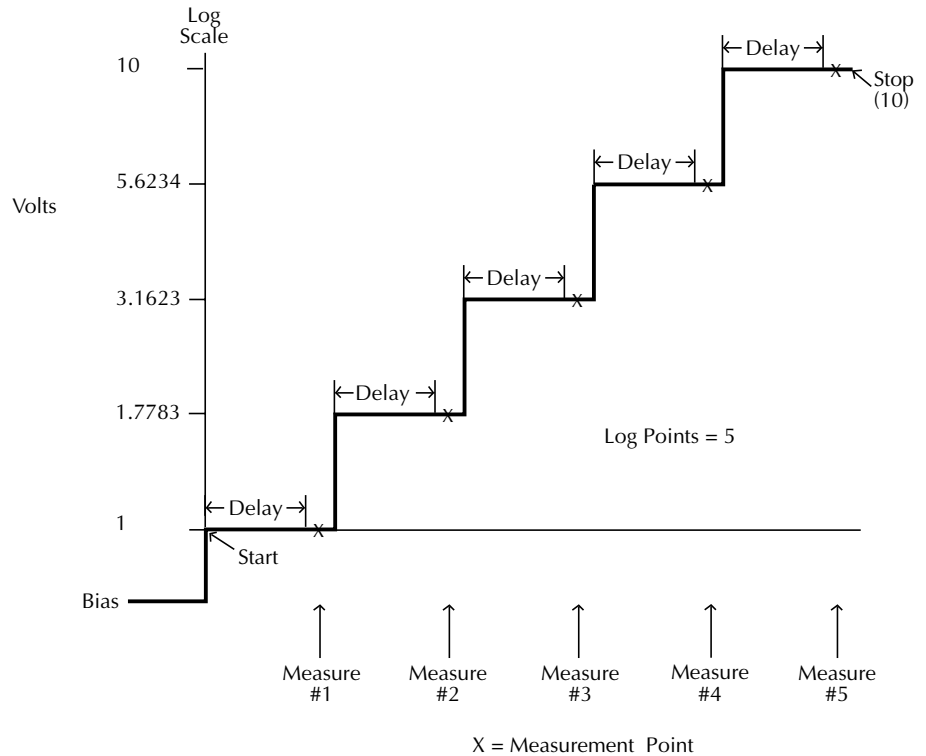 Log
Scale
10
Delay
Stop
(10)
Delay
5.6234
Volts
Delay
3.1623
Delay
1.7783
Log Points = 5
Delay
1
Start
Bias
Measure
#1
Measure
#2
Measure
#3
Measure
#4
Measure
#5
X = Measurement Point
X
X
X
X
X